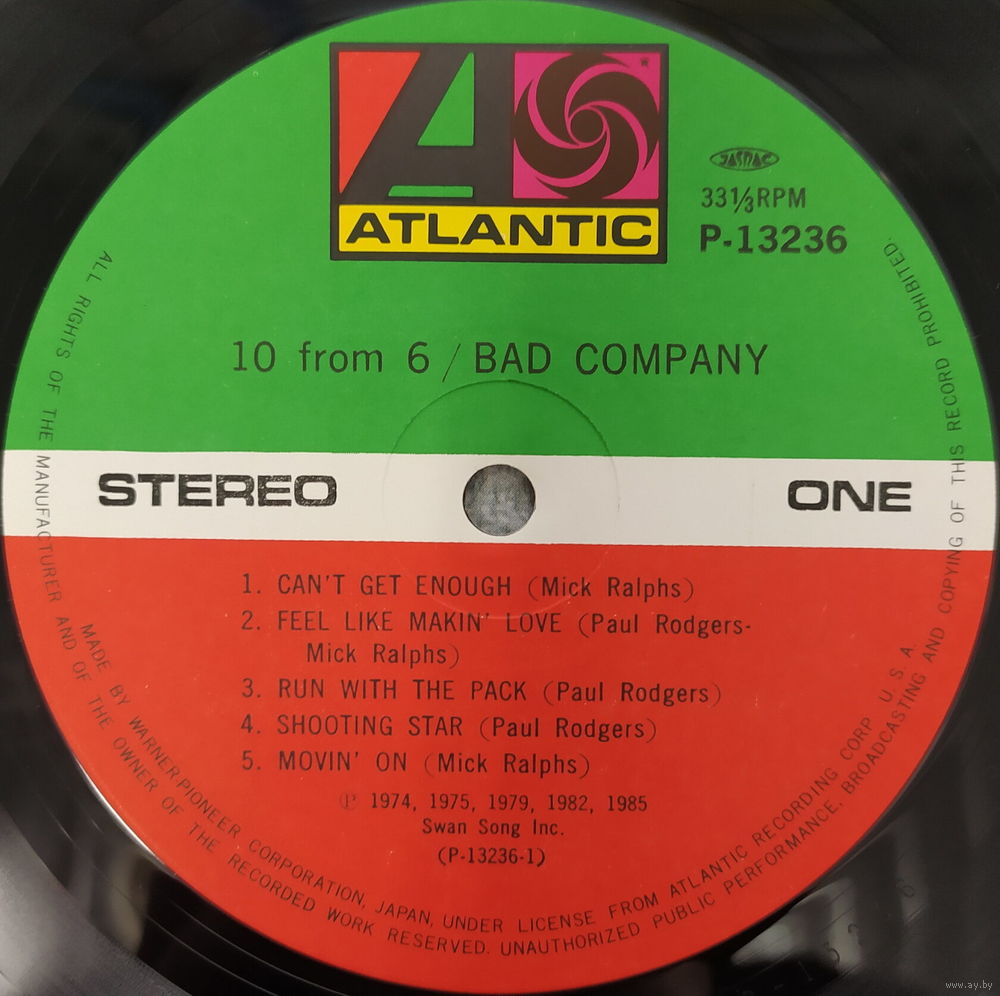 ATLANTIC
JASRAC
33⅓RPM
P-13236
10 from 6 / BAD COMPANY
STEREO
ONE
1. CAN'T GET ENOUGH (Mick Ralphs)
2. FEEL LIKE MAKIN' LOVE (Paul Rodgers-
Mick Ralphs)
3. RUN WITH THE PACK (Paul Rodgers)
4. SHOOTING STAR (Paul Rodgers)
5. MOVIN' ON (Mick Ralphs)
℗ 1974, 1975, 1979, 1982, 1985
Swan Song Inc.
(P-13236-1)
MADE BY WARNER-PIONEER CORPORATION, JAPAN, UNDER LICENSE FROM ATLANTIC RECORDING CORP U S A.
ALL RIGHTS OF THE MANUFACTURER AND OF THE OWNER OF THE RECORDED WORK RESERVED. UNAUTHORIZED PUBLIC PERFORMANCE, BROADCASTING AND COPYING OF THIS RECORD PROHIBITED.
www.ay.by